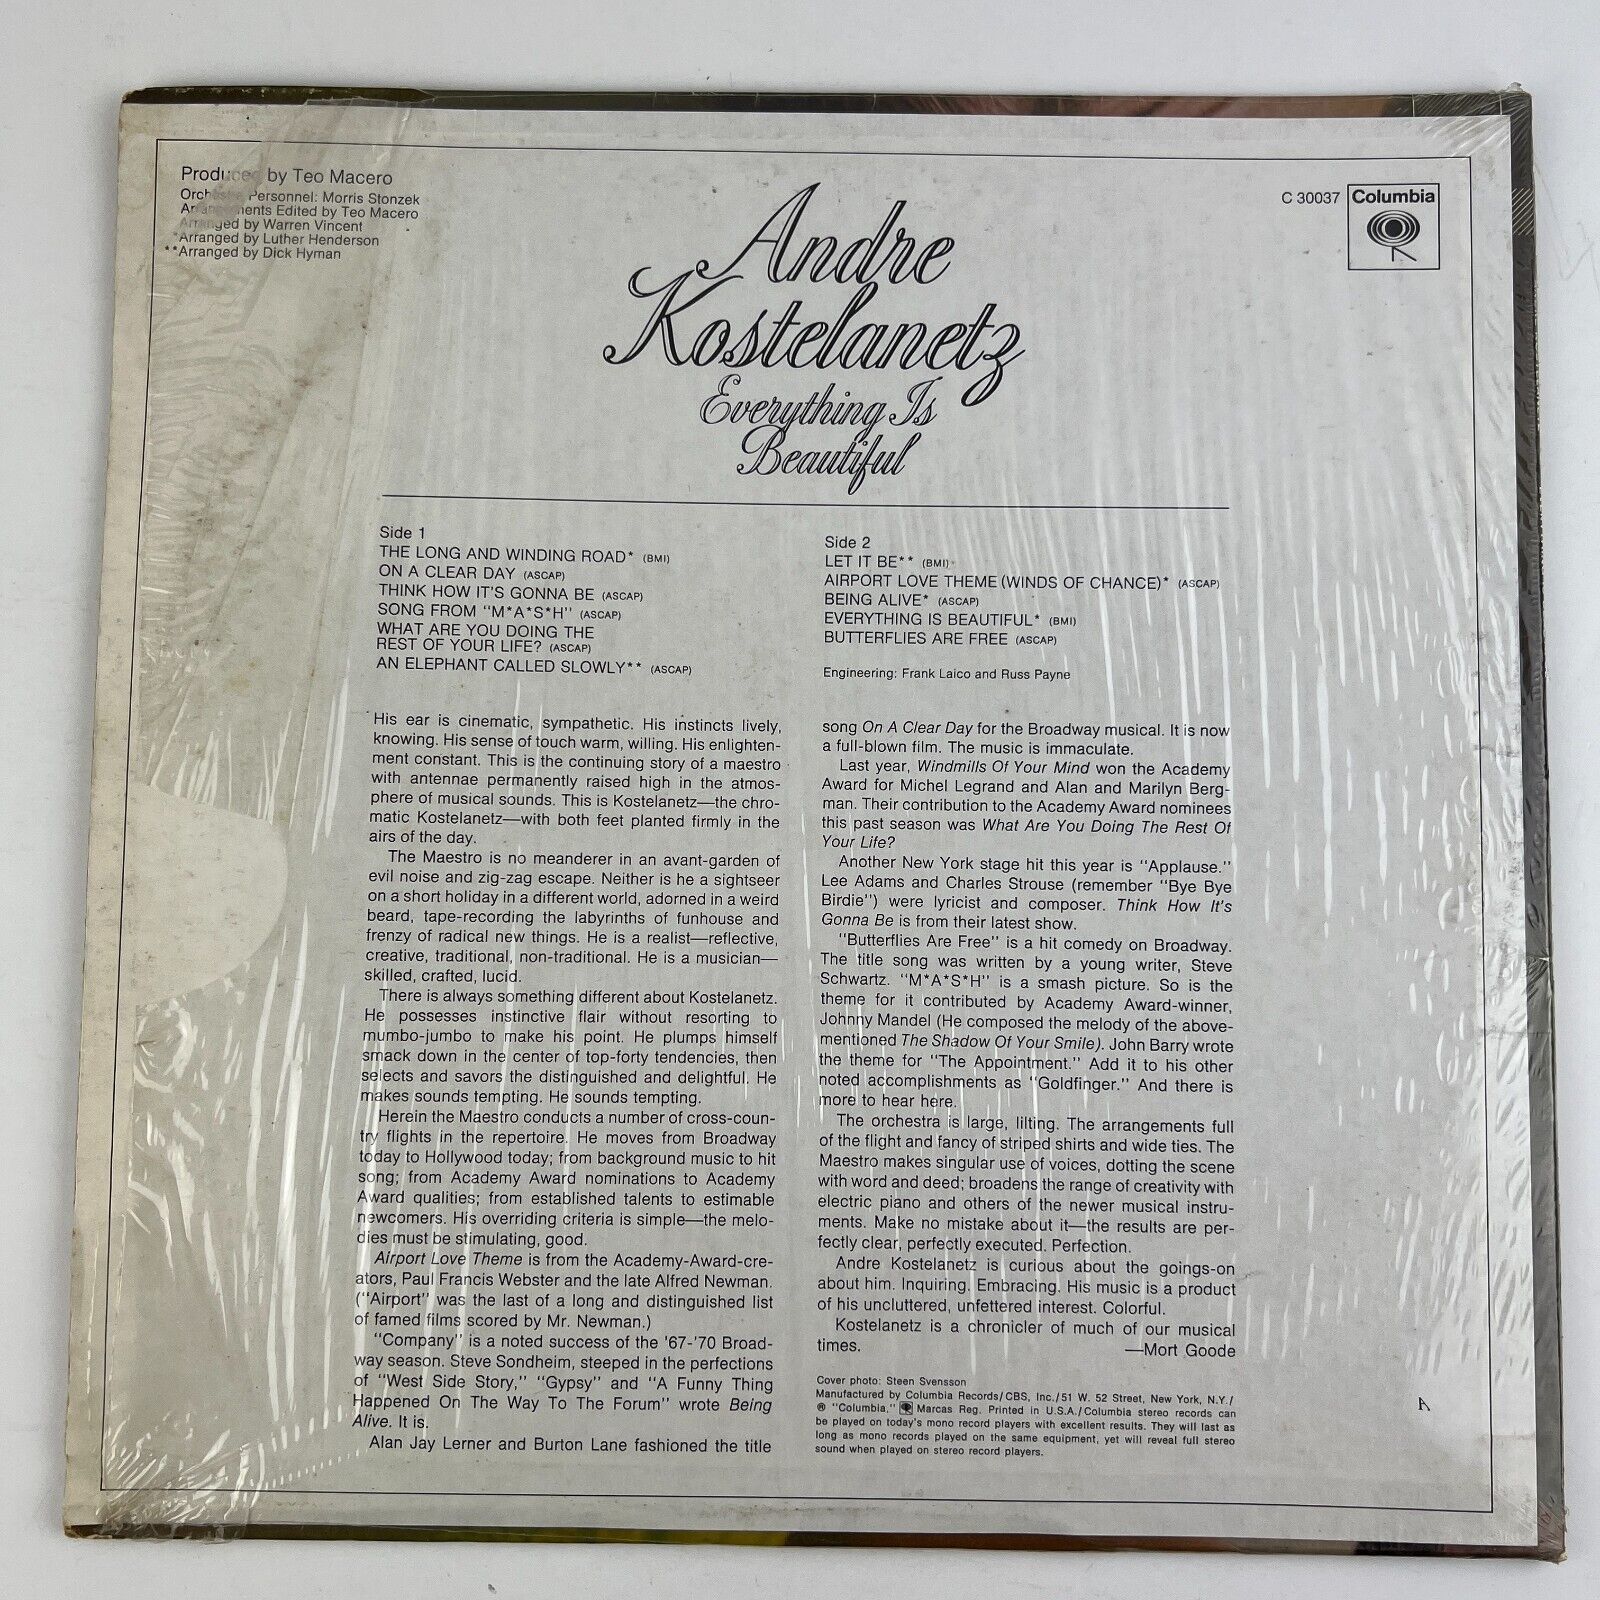 Produced by Teo Macero
Orchestra Personnel: Morris Stonzek
Arrangements Edited by Teo Macero
Arranged by Warren Vincent
*Arranged by Luther Henderson
**Arranged by Dick Hyman
C 30037
Columbia
Andre
Kostelanetz
Everything Is
Beautiful
Side 1
THE LONG AND WINDING ROAD* (BMI)
ON A CLEAR DAY (ASCAP)
THINK HOW IT'S GONNA BE (ASCAP)
SONG FROM "M*A*S*H" (ASCAP)
WHAT ARE YOU DOING THE
REST OF YOUR LIFE? (ASCAP)
AN ELEPHANT CALLED SLOWLY** (ASCAP)
Side 2
LET IT BE** (BMI)
AIRPORT LOVE THEME (WINDS OF CHANCE)* (ASCAP)
BEING ALIVE* (ASCAP)
EVERYTHING IS BEAUTIFUL* (BMI)
BUTTERFLIES ARE FREE (ASCAP)
Engineering: Frank Laico and Russ Payne
His ear is cinematic, sympathetic. His instincts lively,
knowing. His sense of touch warm, willing. His enlighten-
ment constant. This is the continuing story of a maestro
with antennae permanently raised high in the atmos-
phere of musical sounds. This is Kostelanetz—the chro-
matic Kostelanetz—with both feet planted firmly in the
airs of the day.
The Maestro is no meanderer in an avant-garden of
evil noise and zig-zag escape. Neither is he a sightseer
on a short holiday in a different world, adorned in a weird
beard, tape-recording the labyrinths of funhouse and
frenzy of radical new things. He is a realist—reflective,
creative, traditional, non-traditional. He is a musician—
skilled, crafted, lucid.
There is always something different about Kostelanetz.
He possesses instinctive flair without resorting to
mumbo-jumbo to make his point. He plumps himself
smack down in the center of top-forty tendencies, then
selects and savors the distinguished and delightful. He
makes sounds tempting. He sounds tempting.
Herein the Maestro conducts a number of cross-coun-
try flights in the repertoire. He moves from Broadway
today to Hollywood today; from background music to hit
song; from Academy Award nominations to Academy
Award qualities; from established talents to estimable
newcomers. His overriding criteria is simple—the melo-
dies must be stimulating, good.
Airport Love Theme is from the Academy-Award-cre-
ators, Paul Francis Webster and the late Alfred Newman.
("Airport" was the last of a long and distinguished list
of famed films scored by Mr. Newman.)
"Company" is a noted success of the '67-'70 Broad-
way season. Steve Sondheim, steeped in the perfections
of "West Side Story," "Gypsy" and "A Funny Thing
Happened On The Way To The Forum" wrote Being
Alive. It is.
Alan Jay Lerner and Burton Lane fashioned the title
song On A Clear Day for the Broadway musical. It is now
a full-blown film. The music is immaculate.
Last year, Windmills Of Your Mind won the Academy
Award for Michel Legrand and Alan and Marilyn Berg-
man. Their contribution to the Academy Award nominees
this past season was What Are You Doing The Rest Of
Your Life?
Another New York stage hit this year is "Applause."
Lee Adams and Charles Strouse (remember "Bye Bye
Birdie") were lyricist and composer. Think How It's
Gonna Be is from their latest show.
"Butterflies Are Free" is a hit comedy on Broadway.
The title song was written by a young writer, Steve
Schwartz. "M*A*S*H" is a smash picture. So is the
theme for it contributed by Academy Award-winner,
Johnny Mandel (He composed the melody of the above-
mentioned The Shadow Of Your Smile). John Barry wrote
the theme for "The Appointment." Add it to his other
noted accomplishments as "Goldfinger." And there is
more to hear here.
The orchestra is large, lilting. The arrangements full
of the flight and fancy of striped shirts and wide ties. The
Maestro makes singular use of voices, dotting the scene
with word and deed; broadens the range of creativity with
electric piano and others of the newer musical instru-
ments. Make no mistake about it—the results are per-
fectly clear, perfectly executed. Perfection.
Andre Kostelanetz is curious about the goings-on
about him. Inquiring. Embracing. His music is a product
of his uncluttered, unfettered interest. Colorful.
Kostelanetz is a chronicler of much of our musical
times. —Mort Goode
Cover photo: Steen Svensson
Manufactured by Columbia Records/CBS, Inc./51 W. 52 Street, New York, N.Y./
® "Columbia," Marcas Reg. Printed in U.S.A./Columbia stereo records can
be played on today's mono record players with excellent results. They will last as
long as mono records played on the same equipment, yet will reveal full stereo
sound when played on stereo record players.
A